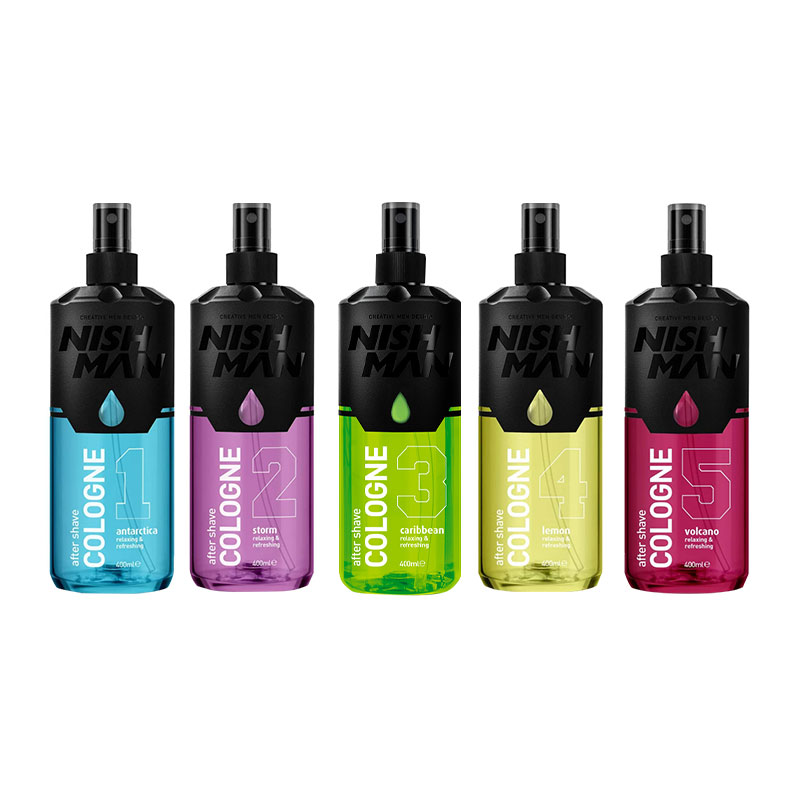 CREATIVE MEN DESIGN
NISH
MAN
after shave
COLOGNE
1
antarctica
relaxing &
refreshing
400ml℮
CREATIVE MEN DESIGN
NISH
MAN
after shave
COLOGNE
2
storm
relaxing &
refreshing
400ml℮
CREATIVE MEN DESIGN
NISH
MAN
after shave
COLOGNE
3
caribbean
relaxing &
refreshing
400ml℮
CREATIVE MEN DESIGN
NISH
MAN
after shave
COLOGNE
4
lemon
relaxing &
refreshing
400ml℮
CREATIVE MEN DESIGN
NISH
MAN
after shave
COLOGNE
5
volcano
relaxing &
refreshing
400ml℮